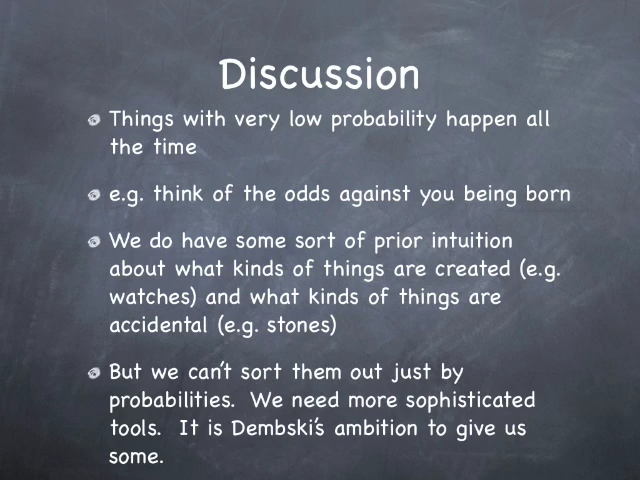 Discussion
Things with very low probability happen all
the time
e.g. think of the odds against you being born
We do have some sort of prior intuition
about what kinds of things are created (e.g.
watches) and what kinds of things are
accidental (e.g. stones)
But we can't sort them out just by
probabilities.  We need more sophisticated
tools.  It is Dembski's ambition to give us
some.